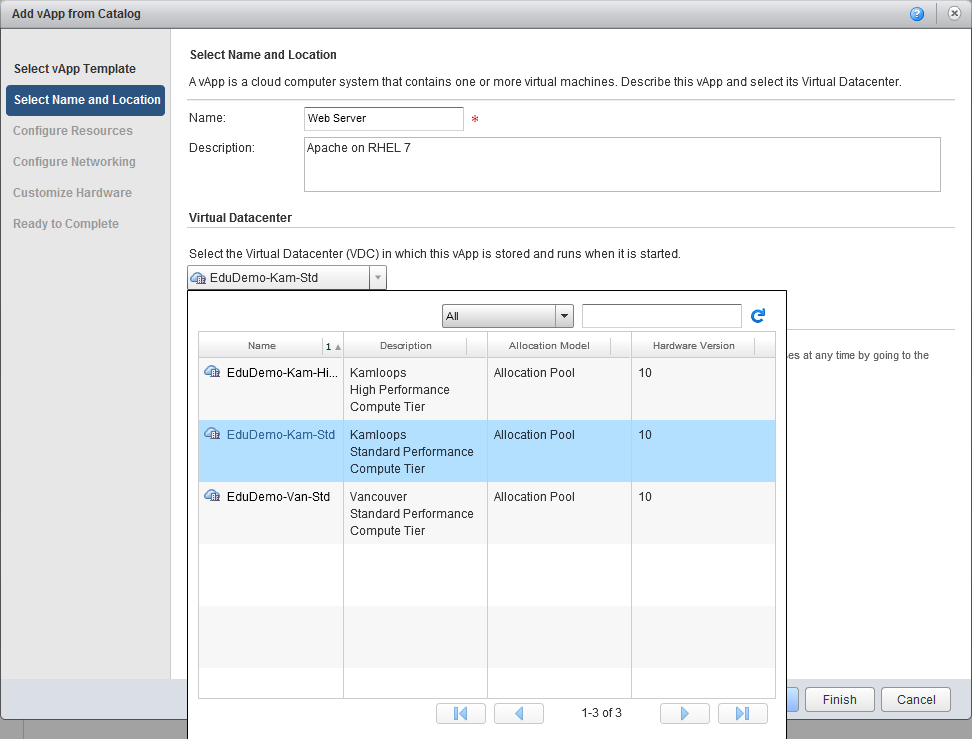 Add vApp from Catalog
Select vApp Template
Select Name and Location
Configure Resources
Configure Networking
Customize Hardware
Ready to Complete
Select Name and Location
A vApp is a cloud computer system that contains one or more virtual machines. Describe this vApp and select its Virtual Datacenter.
Name: Web Server *
Description: Apache on RHEL 7
Virtual Datacenter
Select the Virtual Datacenter (VDC) in which this vApp is stored and runs when it is started.
EduDemo-Kam-Std
All
es at any time by going to the
Name 1 Description Allocation Model Hardware Version
EduDemo-Kam-Hi... Kamloops Allocation Pool 10
High Performance
Compute Tier
EduDemo-Kam-Std Kamloops Allocation Pool 10
Standard Performance
Compute Tier
EduDemo-Van-Std Vancouver Allocation Pool 10
Standard Performance
Compute Tier
1-3 of 3
Finish Cancel